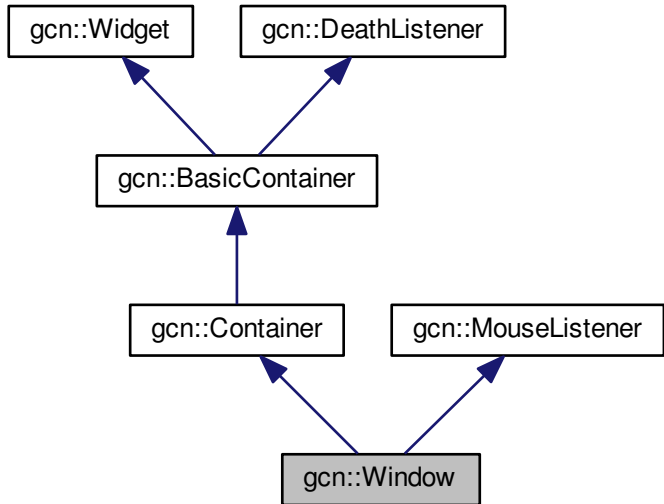 gcn::Widget
gcn::DeathListener
gcn::BasicContainer
gcn::Container
gcn::MouseListener
gcn::Window